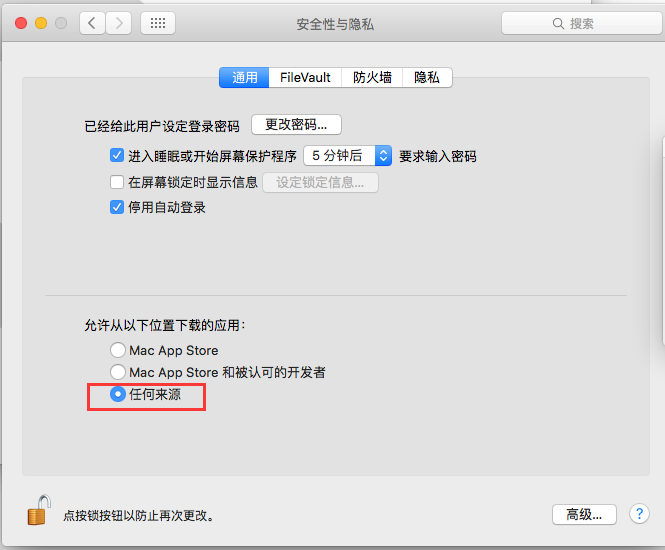 安全性与隐私
搜索
通用 FileVault 防火墙 隐私
已经给此用户设定登录密码 更改密码...
进入睡眠或开始屏幕保护程序 5 分钟后 要求输入密码
在屏幕锁定时显示信息 设定锁定信息...
停用自动登录
允许从以下位置下载的应用：
Mac App Store
Mac App Store 和被认可的开发者
任何来源
点按锁按钮以防止再次更改。
高级... ?